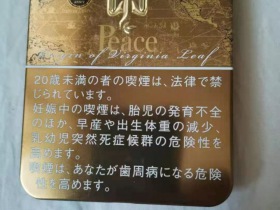 Peace
Origin of Virginia Leaf
20歳未満の者の喫煙は、法律で禁
じられています。
妊娠中の喫煙は、胎児の発育不全
のほか、早産や出生体重の減少、
乳幼児突然死症候群の危険性を
高めます。
喫煙は、あなたが歯周病になる危険
性を高めます。